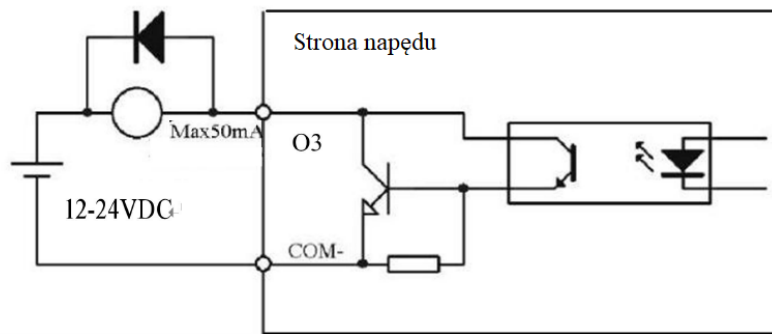 Strona napędu
Max50mA
O3
12-24VDC
COM-